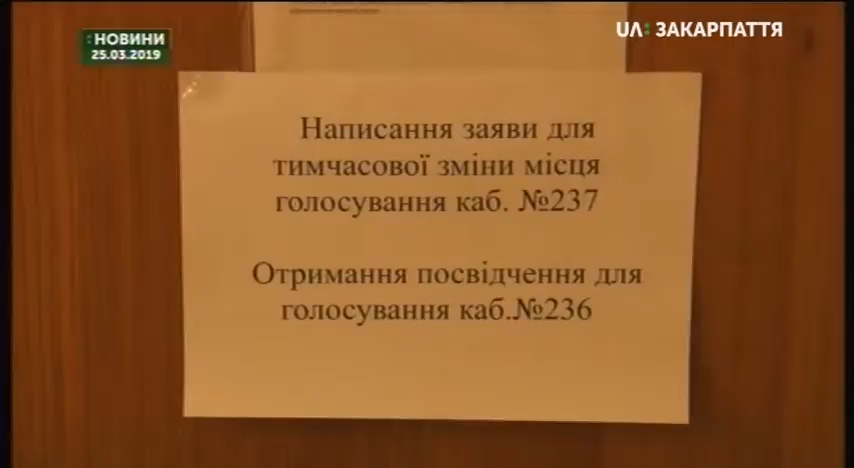 :НОВИНИ
25.03.2019
UA: ЗАКАРПАТТЯ
Написання заяви для
тимчасової зміни місця
голосування каб. №237
Отримання посвідчення для
голосування каб.№236